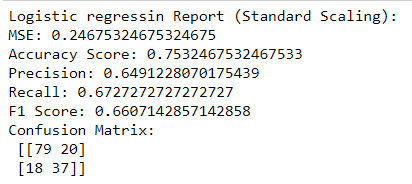 Logistic regressin Report (Standard Scaling):
MSE: 0.24675324675324675
Accuracy Score: 0.7532467532467533
Precision: 0.6491228070175439
Recall: 0.6727272727272727
F1 Score: 0.6607142857142858
Confusion Matrix:
[[79 20]
[18 37]]